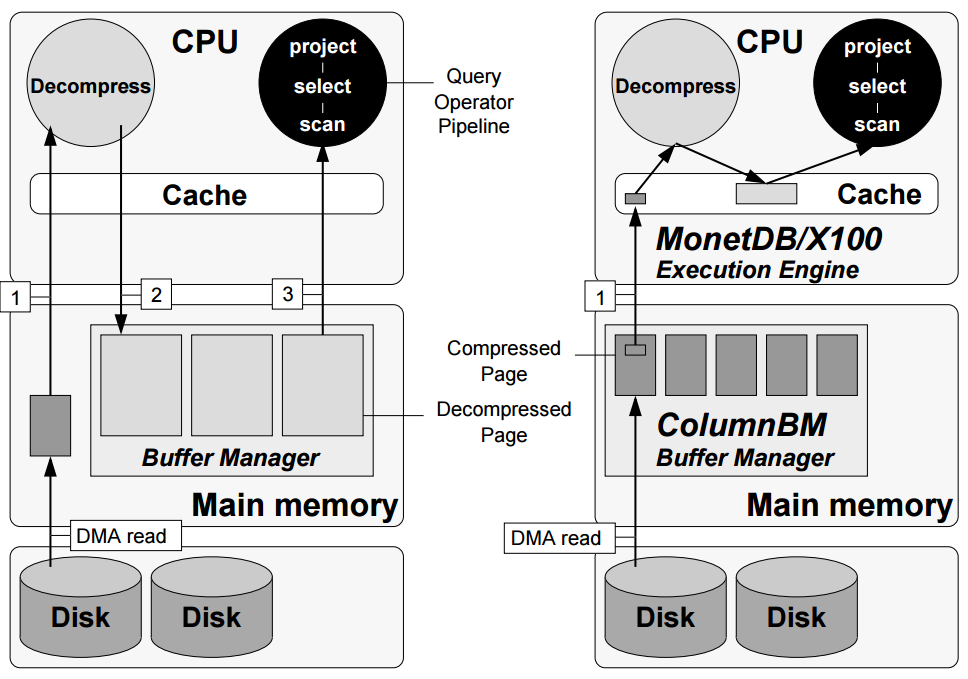 CPU
Decompress
project
select
scan
Query
Operator
Pipeline
Cache
1
2
3
Buffer Manager
Main memory
DMA read
Disk
Disk
Compressed
Page
Decompressed
Page
CPU
Decompress
project
select
scan
Cache
MonetDB/X100
Execution Engine
1
ColumnBM
Buffer Manager
Main memory
DMA read
Disk
Disk